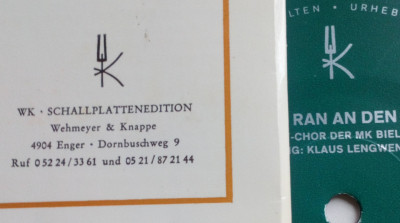 WK · SCHALLPLATTENEDITION
Wehmeyer & Knappe
4904 Enger · Dornbuschweg 9
Ruf 0 52 24 / 33 61 und 05 21 / 87 21 44
LTEN · URHEB
RAN AN DEN
-CHOR DER MK BIEL
G: KLAUS LENGWEN